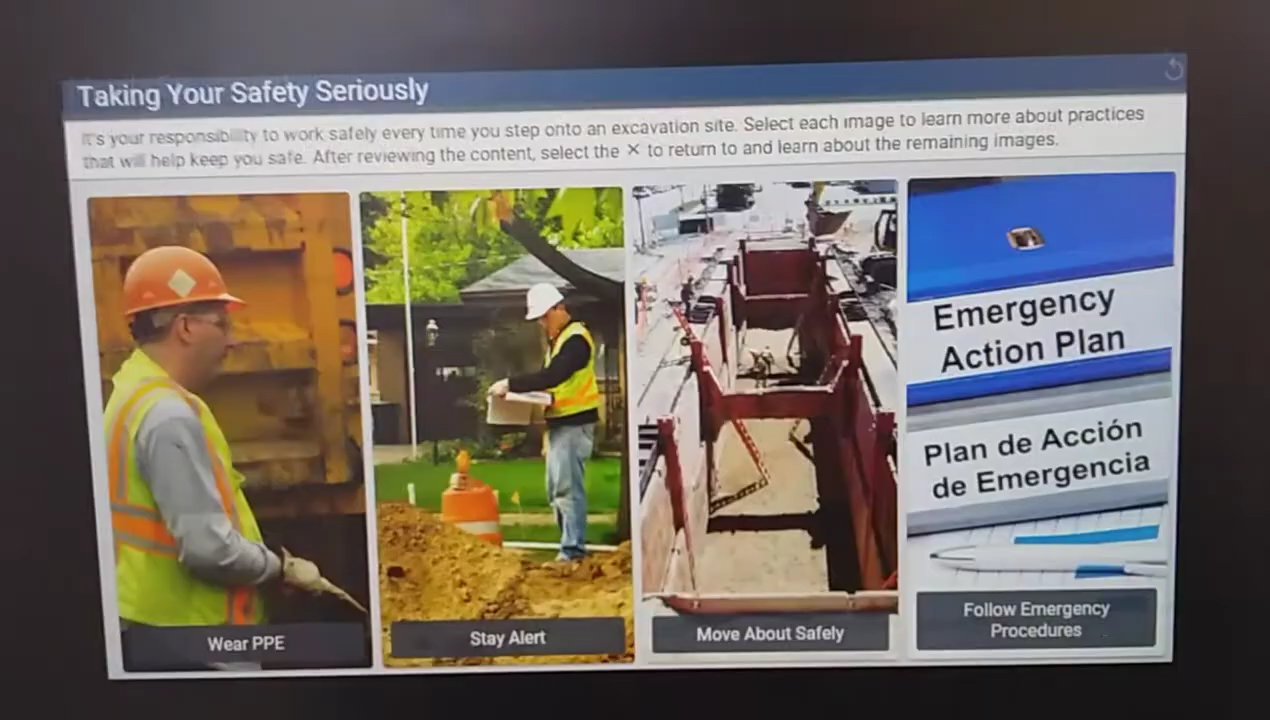 Taking Your Safety Seriously
It's your responsibility to work safely every time you step onto an excavation site. Select each image to learn more about practices
that will help keep you safe. After reviewing the content, select the ✕ to return to and learn about the remaining images.
Emergency
Action Plan
Plan de Acción
de Emergencia
Wear PPE
Stay Alert
Move About Safely
Follow Emergency
Procedures